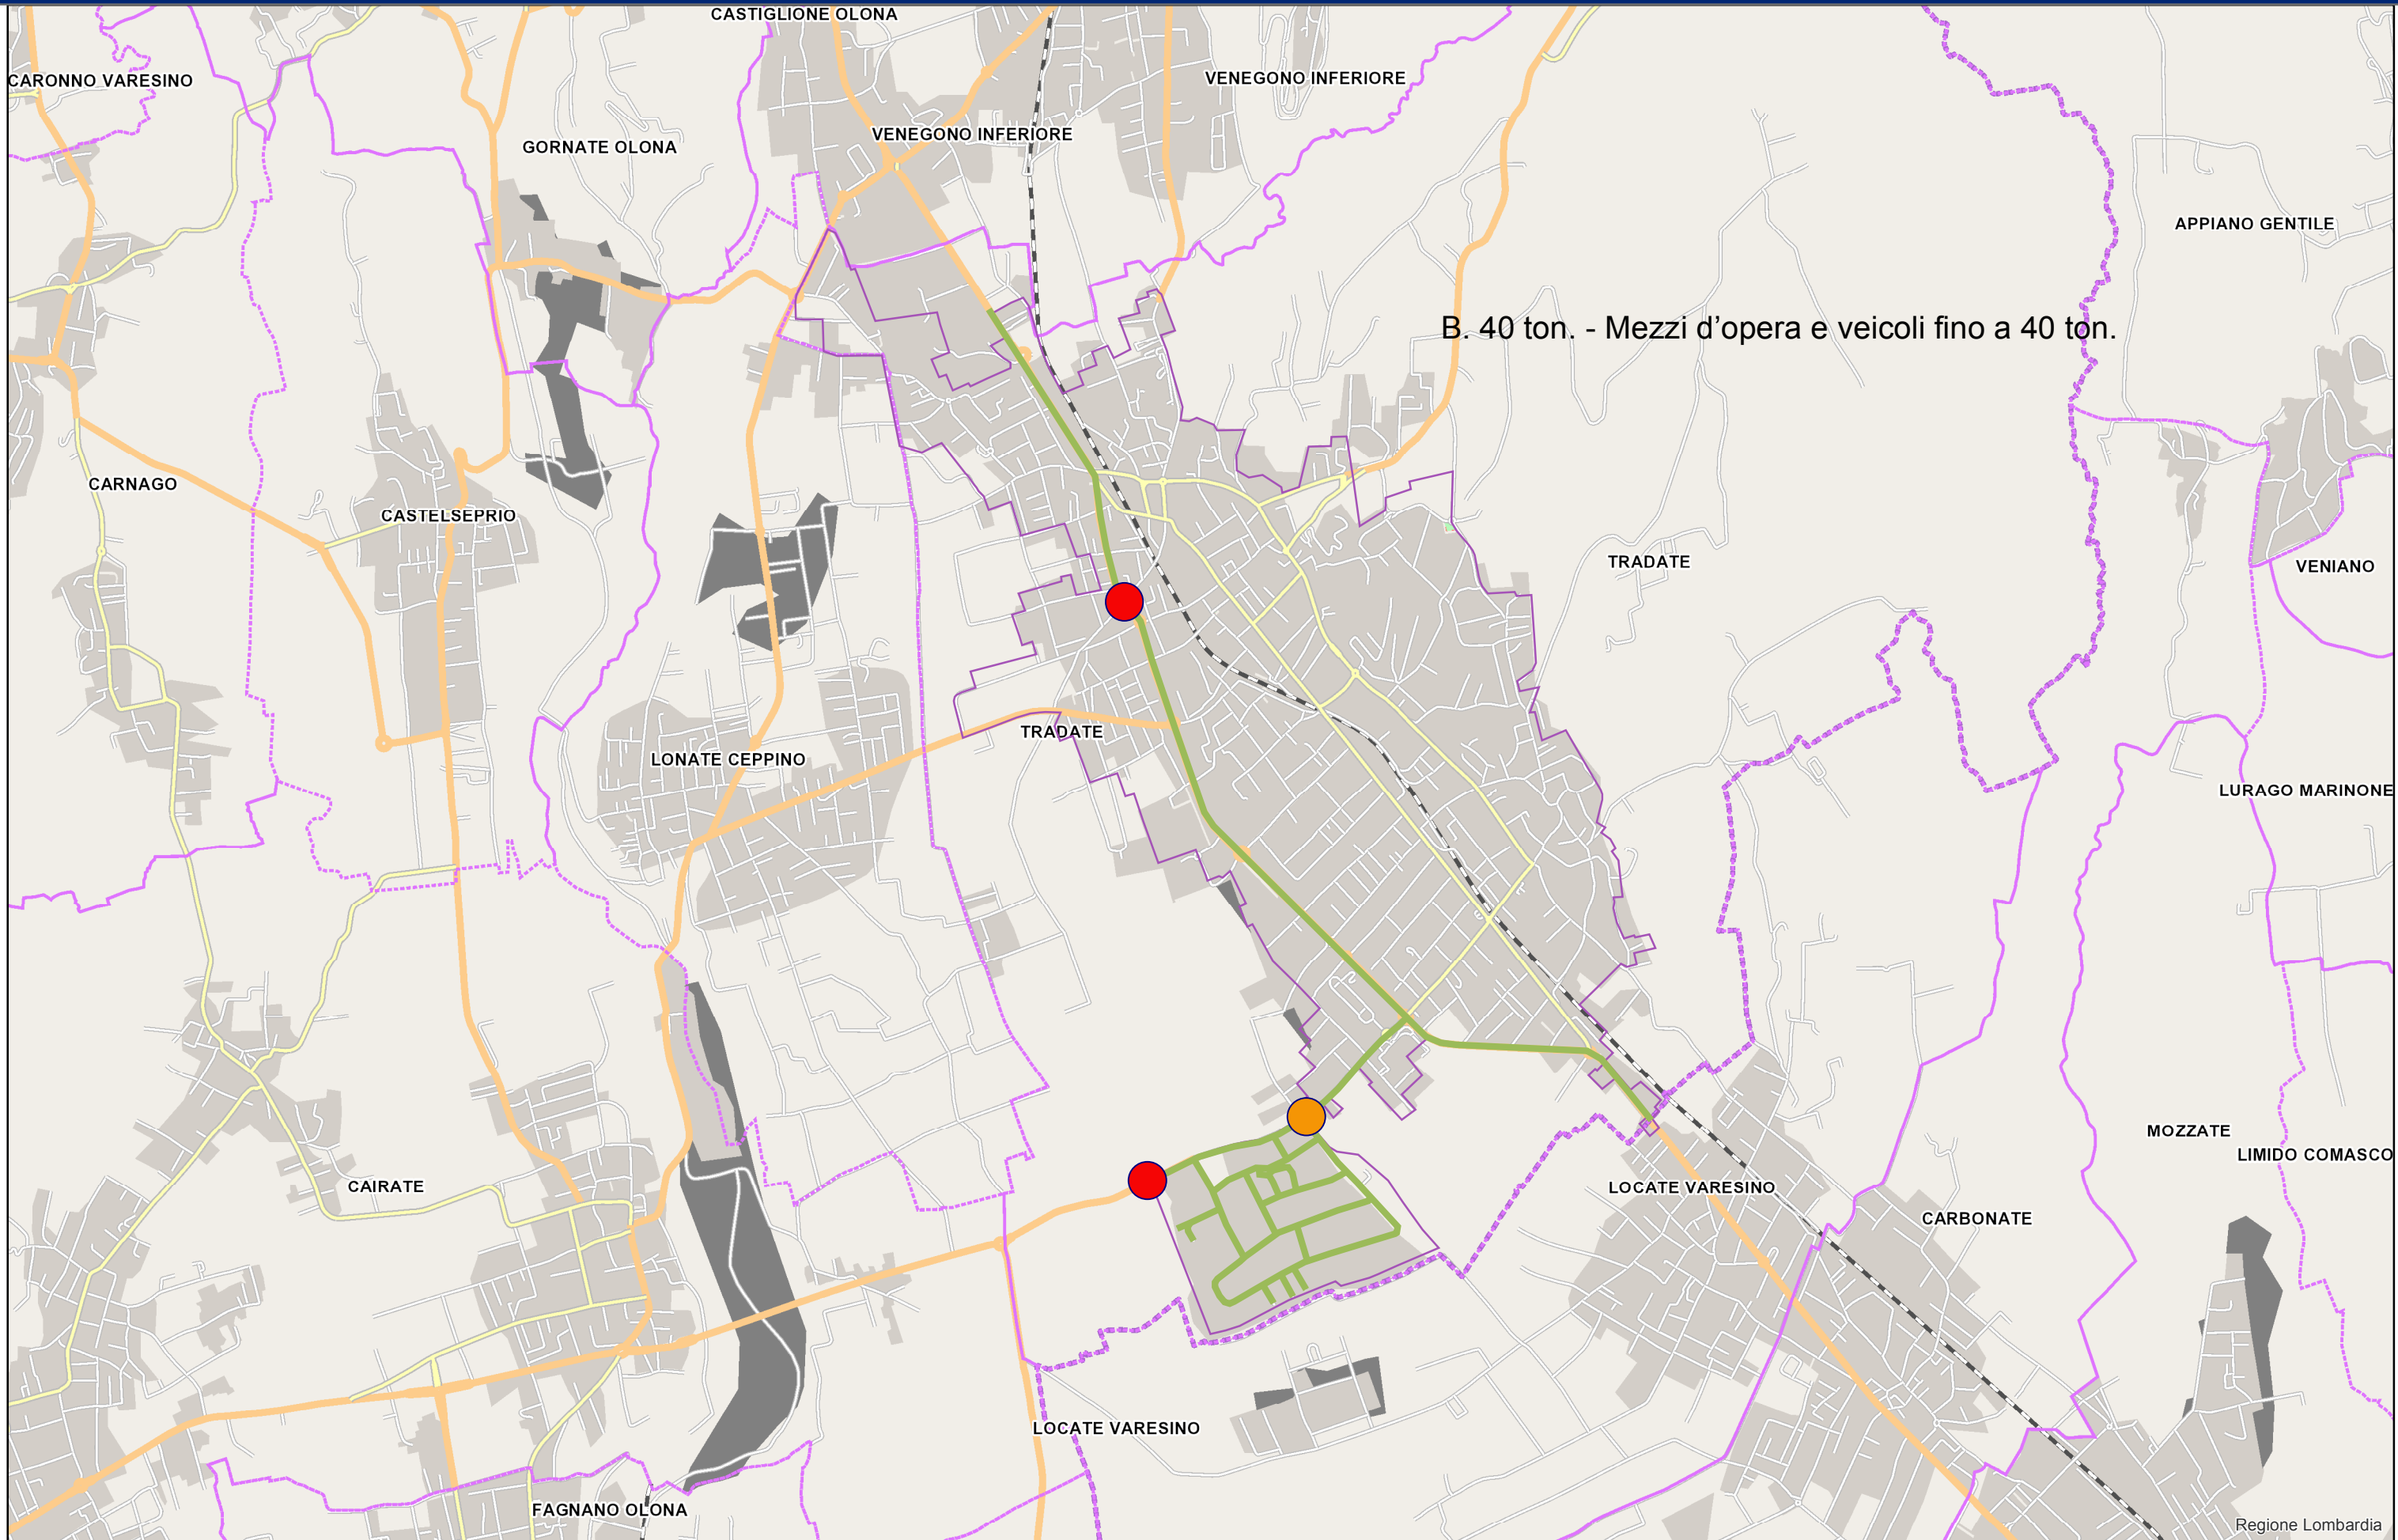 CASTIGLIONE OLONA
CARONNO VARESINO
VENEGONO INFERIORE
VENEGONO INFERIORE
GORNATE OLONA
APPIANO GENTILE
B. 40 ton. - Mezzi d’opera e veicoli fino a 40 ton.
CARNAGO
CASTELSEPRIO
TRADATE
VENIANO
TRADATE
LONATE CEPPINO
LURAGO MARINONE
MOZZATE
LIMIDO COMASCO
CAIRATE
LOCATE VARESINO
CARBONATE
LOCATE VARESINO
FAGNANO OLONA
Regione Lombardia